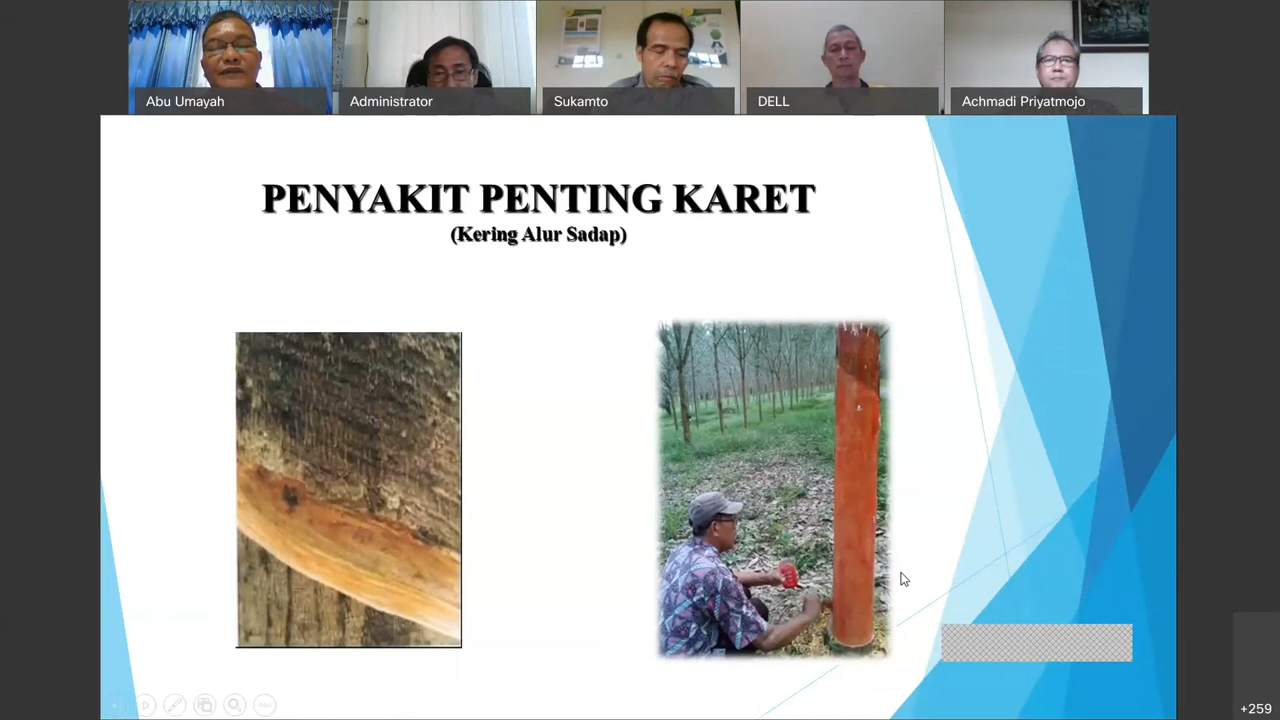 Abu Umayah
Administrator
Sukamto
DELL
Achmadi Priyatmojo
PENYAKIT PENTING KARET
(Kering Alur Sadap)
+259